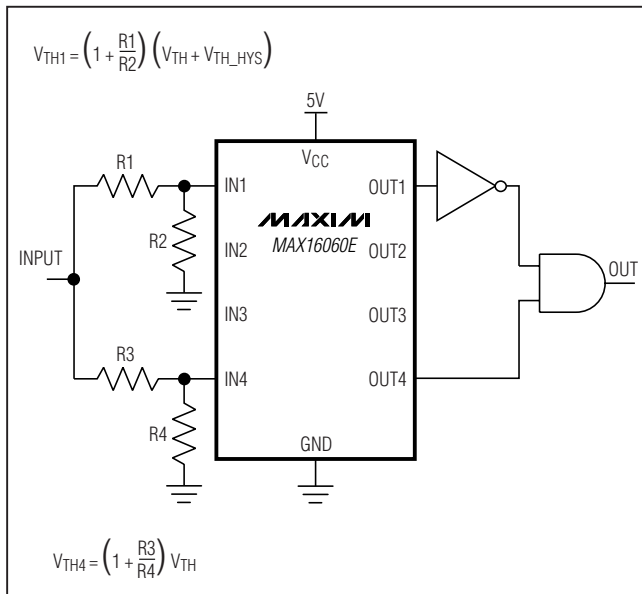 VTH1 = (1 + R1/R2) (VTH + VTH_HYS)
5V
VCC
R1
IN1
OUT1
MAXIM
MAX16060E
R2
IN2
OUT2
INPUT
OUT
IN3
OUT3
R3
IN4
OUT4
R4
GND
VTH4 = (1 + R3/R4) VTH